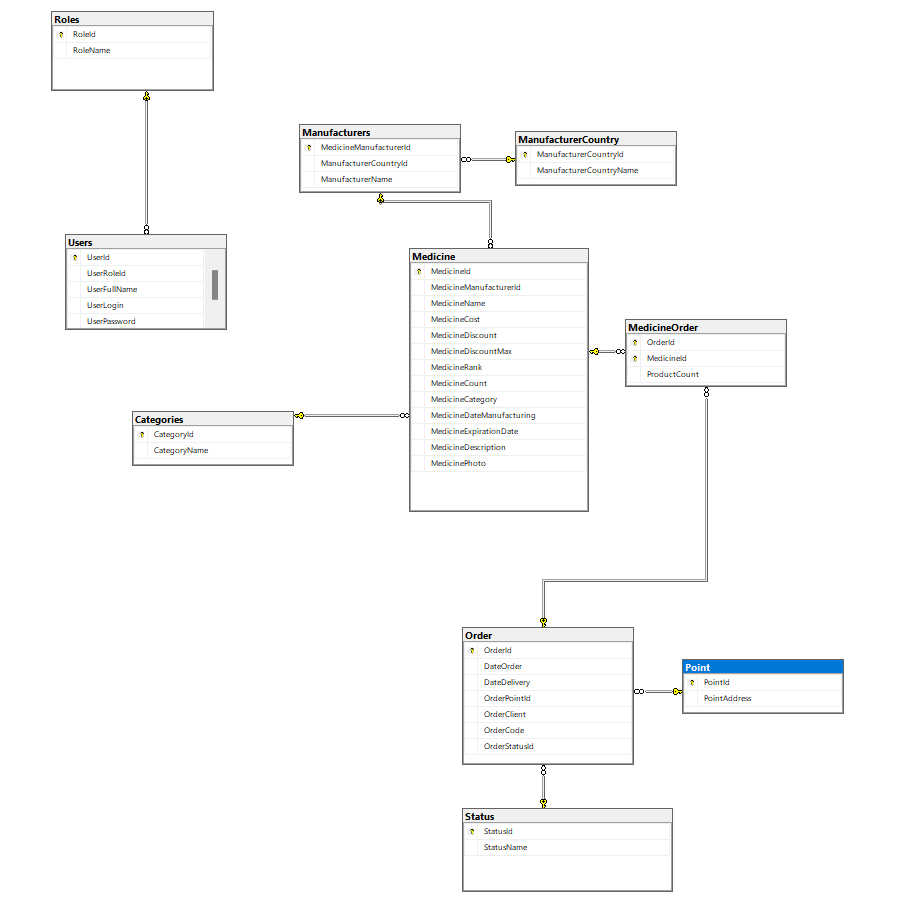 Roles
RoleId
RoleName
Manufacturers
MedicineManufacturerId
ManufacturerCountryId
ManufacturerName
ManufacturerCountry
ManufacturerCountryId
ManufacturerCountryName
Users
UserId
UserRoleId
UserFullName
UserLogin
UserPassword
Medicine
MedicineId
MedicineManufacturerId
MedicineName
MedicineCost
MedicineDiscount
MedicineDiscountMax
MedicineRank
MedicineCount
MedicineCategory
MedicineDateManufacturing
MedicineExpirationDate
MedicineDescription
MedicinePhoto
MedicineOrder
OrderId
MedicineId
ProductCount
Categories
CategoryId
CategoryName
Order
OrderId
DateOrder
DateDelivery
OrderPointId
OrderClient
OrderCode
OrderStatusId
Point
PointId
PointAddress
Status
StatusId
StatusName